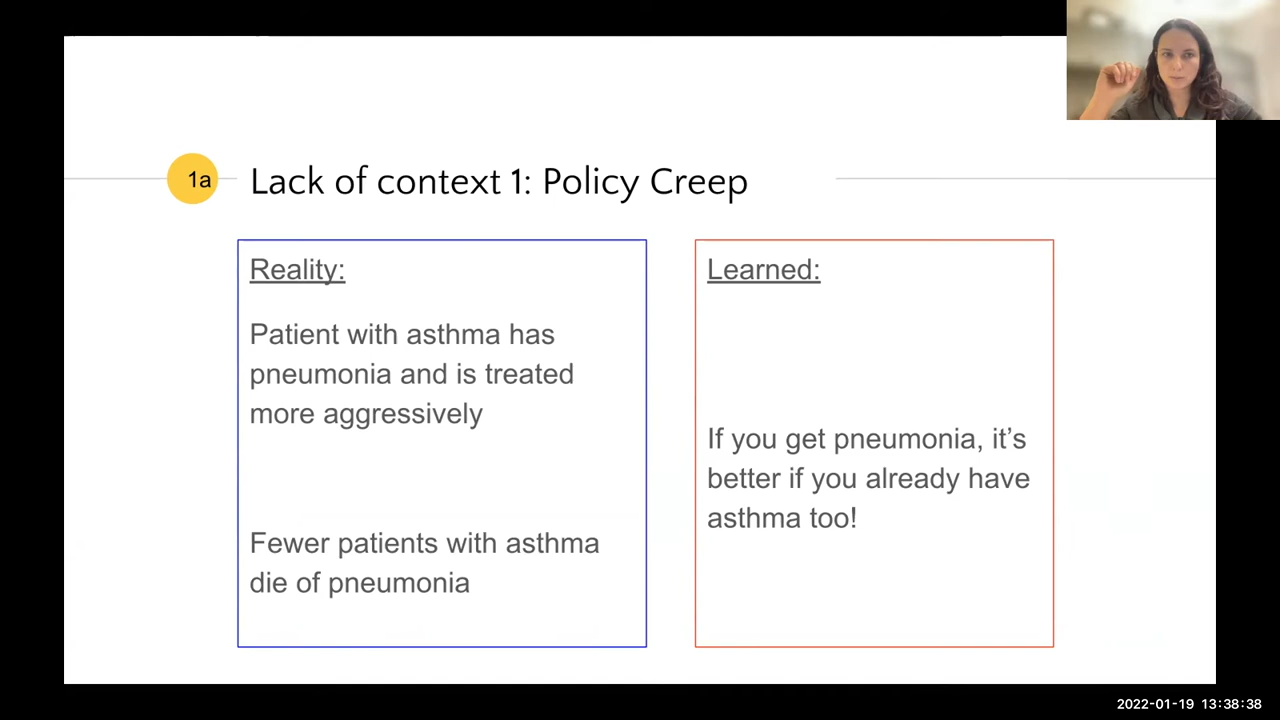 1a
Lack of context 1: Policy Creep
Reality:
Patient with asthma has
pneumonia and is treated
more aggressively
Fewer patients with asthma
die of pneumonia
Learned:
If you get pneumonia, it’s
better if you already have
asthma too!
2022-01-19 13:38:38